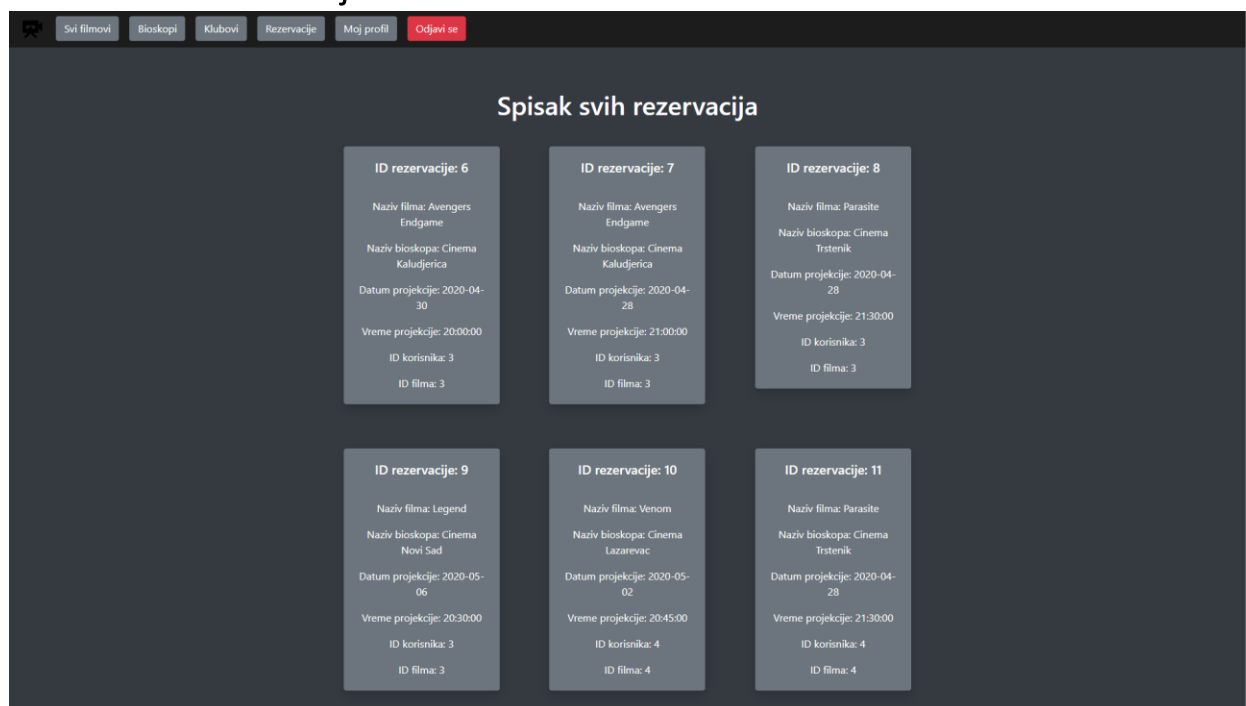 Svi filmovi Bioskopi Klubovi Rezervacije Moj profil Odjavi se
Spisak svih rezervacija
ID rezervacije: 6
Naziv filma: Avengers
Endgame
Naziv bioskopa: Cinema
Kaludjerica
Datum projekcije: 2020-04-
30
Vreme projekcije: 20:00:00
ID korisnika: 3
ID filma: 3
ID rezervacije: 7
Naziv filma: Avengers
Endgame
Naziv bioskopa: Cinema
Kaludjerica
Datum projekcije: 2020-04-
28
Vreme projekcije: 21:00:00
ID korisnika: 3
ID filma: 3
ID rezervacije: 8
Naziv filma: Parasite
Naziv bioskopa: Cinema
Trstenik
Datum projekcije: 2020-04-
28
Vreme projekcije: 21:30:00
ID korisnika: 3
ID filma: 3
ID rezervacije: 9
Naziv filma: Legend
Naziv bioskopa: Cinema
Novi Sad
Datum projekcije: 2020-05-
06
Vreme projekcije: 20:30:00
ID korisnika: 3
ID filma: 3
ID rezervacije: 10
Naziv filma: Venom
Naziv bioskopa: Cinema
Lazarevac
Datum projekcije: 2020-05-
02
Vreme projekcije: 20:45:00
ID korisnika: 4
ID filma: 4
ID rezervacije: 11
Naziv filma: Parasite
Naziv bioskopa: Cinema
Trstenik
Datum projekcije: 2020-04-
28
Vreme projekcije: 21:30:00
ID korisnika: 4
ID filma: 4